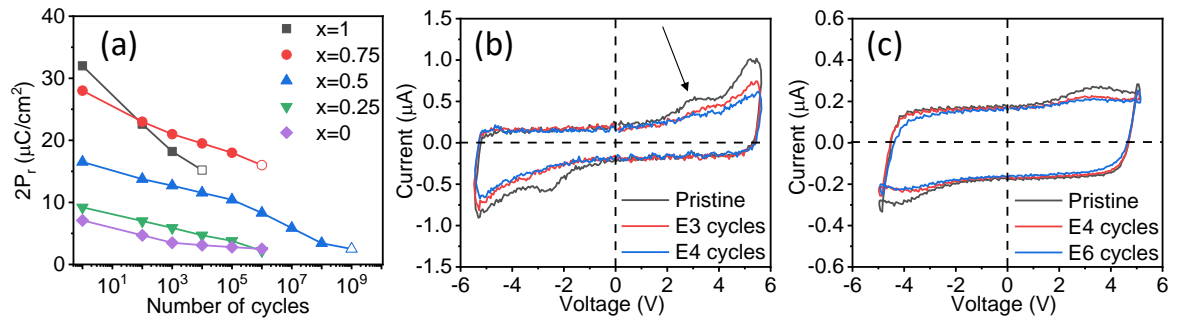 (a)
x=1
x=0.75
x=0.5
x=0.25
x=0
2Pr (μC/cm²)
40
30
20
10
0
10¹ 10³ 10⁵ 10⁷ 10⁹
Number of cycles
(b)
Current (μA)
1.5
1.0
0.5
0.0
-0.5
-1.0
-1.5
Pristine
E3 cycles
E4 cycles
-6 -4 -2 0 2 4 6
Voltage (V)
(c)
Current (μA)
0.6
0.4
0.2
0.0
-0.2
-0.4
-0.6
Pristine
E4 cycles
E6 cycles
-6 -4 -2 0 2 4 6
Voltage (V)